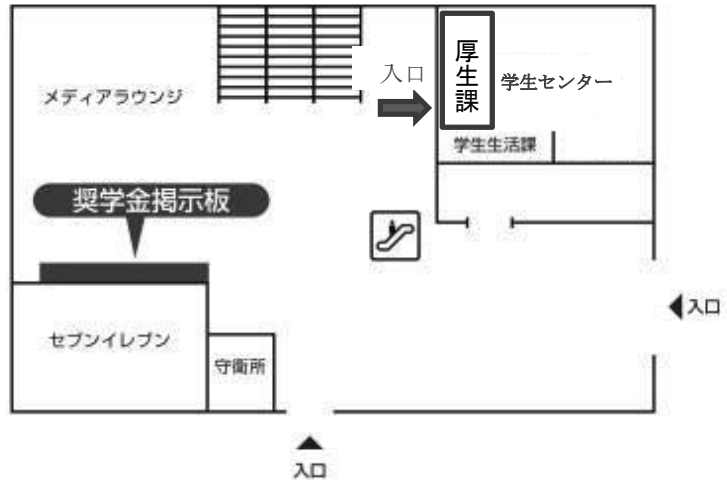 入口
厚
生
課
学生センター
メディアラウンジ
学生生活課
奨学金掲示板
入口
セブンイレブン
守衛所
入口